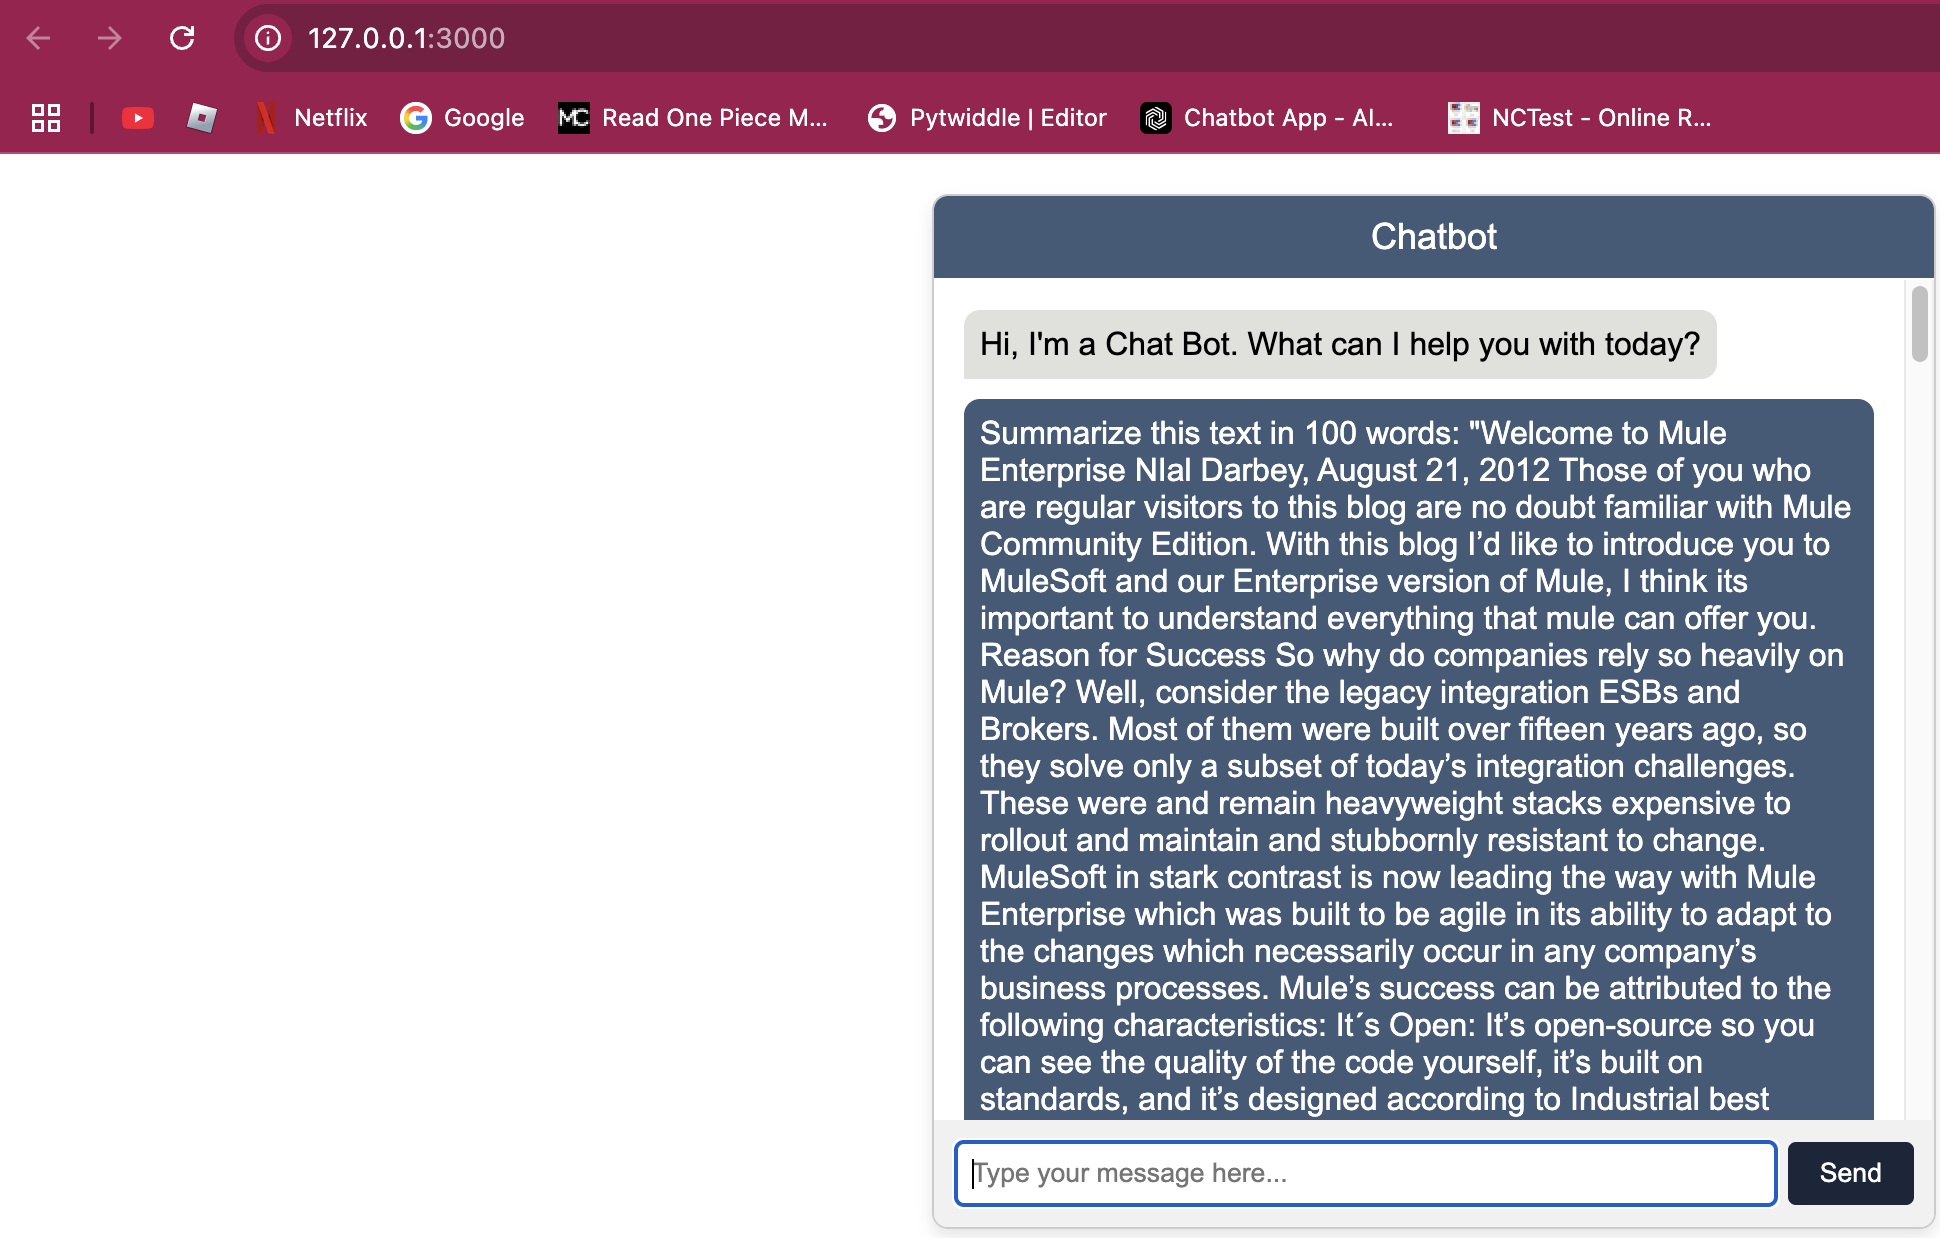 127.0.0.1:3000
Netflix
Google
MC
Read One Piece M...
Pytwiddle | Editor
Chatbot App - AI...
NCTest - Online R...
Chatbot
Hi, I'm a Chat Bot. What can I help you with today?
Summarize this text in 100 words: "Welcome to Mule
Enterprise NIal Darbey, August 21, 2012 Those of you who
are regular visitors to this blog are no doubt familiar with Mule
Community Edition. With this blog I’d like to introduce you to
MuleSoft and our Enterprise version of Mule, I think its
important to understand everything that mule can offer you.
Reason for Success So why do companies rely so heavily on
Mule? Well, consider the legacy integration ESBs and
Brokers. Most of them were built over fifteen years ago, so
they solve only a subset of today’s integration challenges.
These were and remain heavyweight stacks expensive to
rollout and maintain and stubbornly resistant to change.
MuleSoft in stark contrast is now leading the way with Mule
Enterprise which was built to be agile in its ability to adapt to
the changes which necessarily occur in any company’s
business processes. Mule’s success can be attributed to the
following characteristics: It´s Open: It’s open-source so you
can see the quality of the code yourself, it’s built on
standards, and it’s designed according to Industrial best
Type your message here...
Send